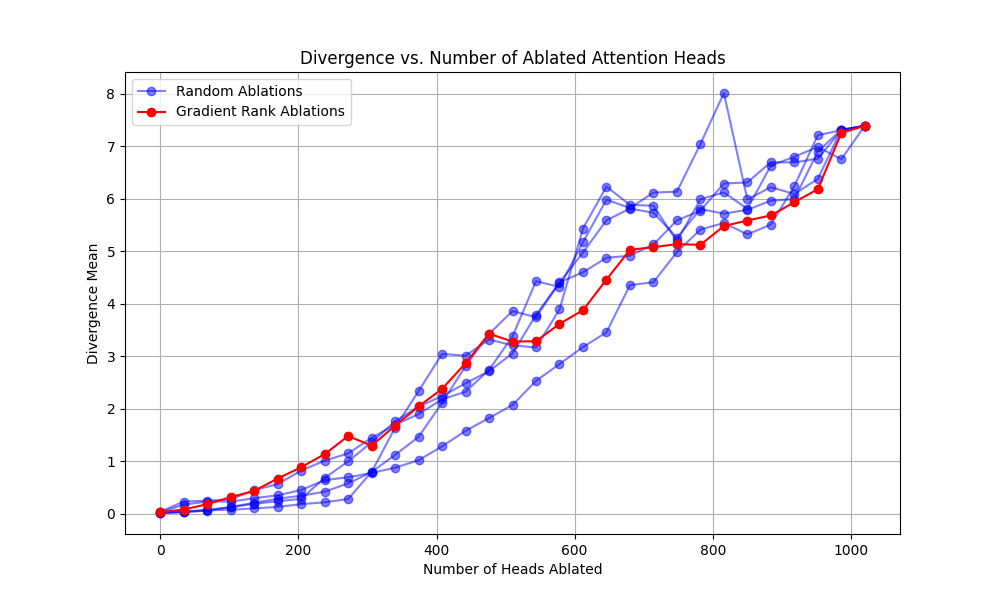 Divergence vs. Number of Ablated Attention Heads
Random Ablations
Gradient Rank Ablations
Divergence Mean
8
7
6
5
4
3
2
1
0
0 200 400 600 800 1000
Number of Heads Ablated